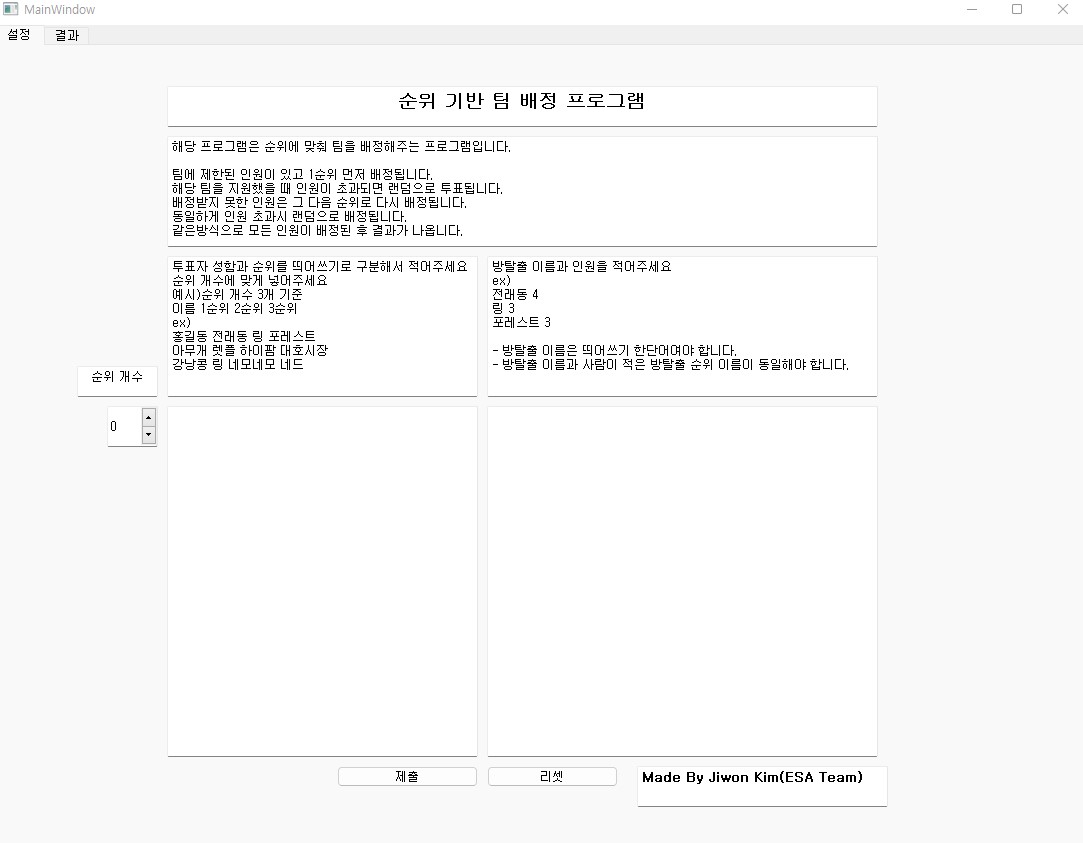 MainWindow
설정 결과
순위 기반 팀 배정 프로그램
해당 프로그램은 순위에 맞춰 팀을 배정해주는 프로그램입니다.
팀에 제한된 인원이 있고 1순위 먼저 배정됩니다.
해당 팀을 지원했을 때 인원이 초과되면 랜덤으로 투표됩니다.
배정받지 못한 인원은 그 다음 순위로 다시 배정됩니다.
동일하게 인원 초과시 랜덤으로 배정됩니다.
같은방식으로 모든 인원이 배정된 후 결과가 나옵니다.
투표자 성함과 순위를 띄어쓰기로 구분해서 적어주세요
순위 개수에 맞게 넣어주세요
예시)순위 개수 3개 기준
이름 1순위 2순위 3순위
ex)
홍길동 전래동 링 포레스트
아무개 렛플 하이팜 대호시장
강낭콩 링 네모네모 네드
방탈출 이름과 인원을 적어주세요
ex)
전래동 4
링 3
포레스트 3
- 방탈출 이름은 띄어쓰기 한단어여야 합니다.
- 방탈출 이름과 사람이 적은 방탈출 순위 이름이 동일해야 합니다.
순위 개수
0
제출
리셋
Made By Jiwon Kim(ESA Team)